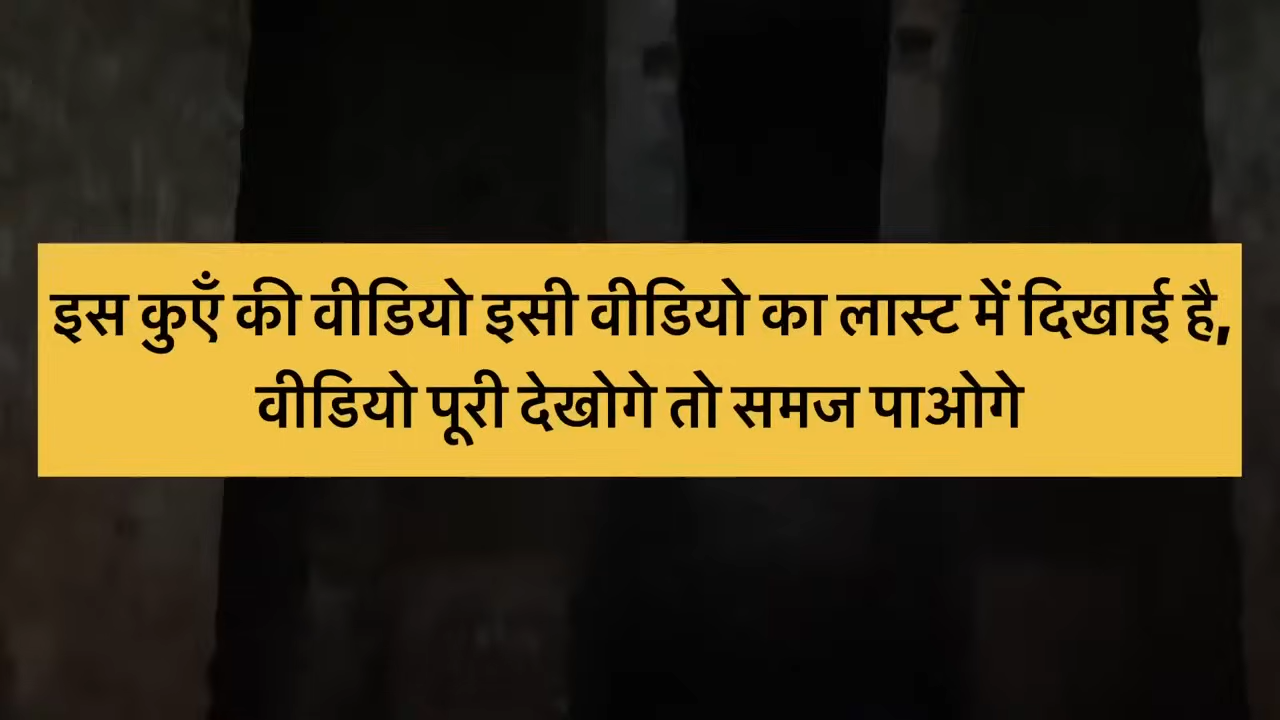 इस कुएँ की वीडियो इसी वीडियो का लास्ट में दिखाई है,
वीडियो पूरी देखोगे तो समज पाओगे